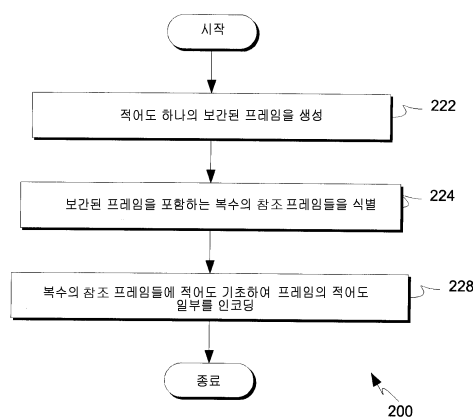 시작
적어도 하나의 보간된 프레임을 생성
222
보간된 프레임을 포함하는 복수의 참조 프레임들을 식별
224
복수의 참조 프레임들에 적어도 기초하여 프레임의 적어도
일부를 인코딩
228
종료
200